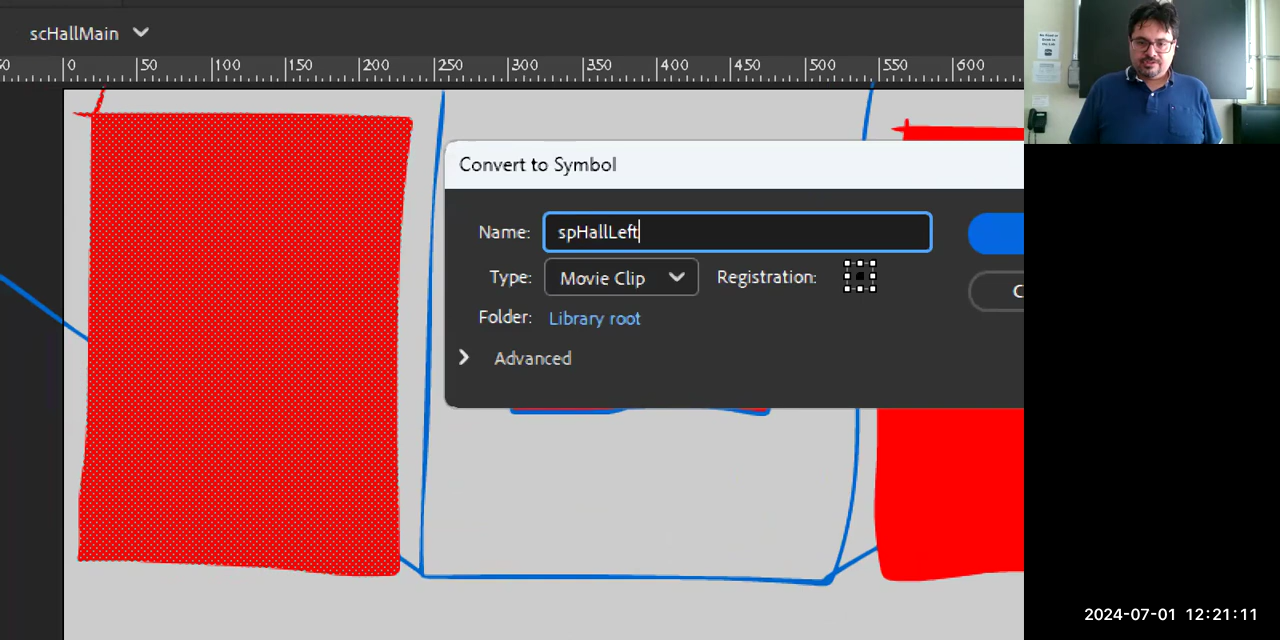 scHallMain
0 50 100 150 200 250 300 350 400 450 500 550 600
Convert to Symbol
Name: spHallLeft
Type: Movie Clip Registration:
Folder: Library root
Advanced
2024-07-01 12:21:11